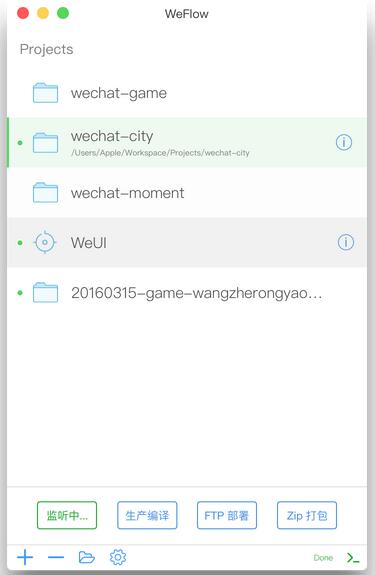 WeFlow
Projects
wechat-game
wechat-city
/Users/Apple/Workspace/Projects/wechat-city
wechat-moment
WeUI
20160315-game-wangzherongyao...
监听中... 生产编译 FTP 部署 Zip 打包
Done